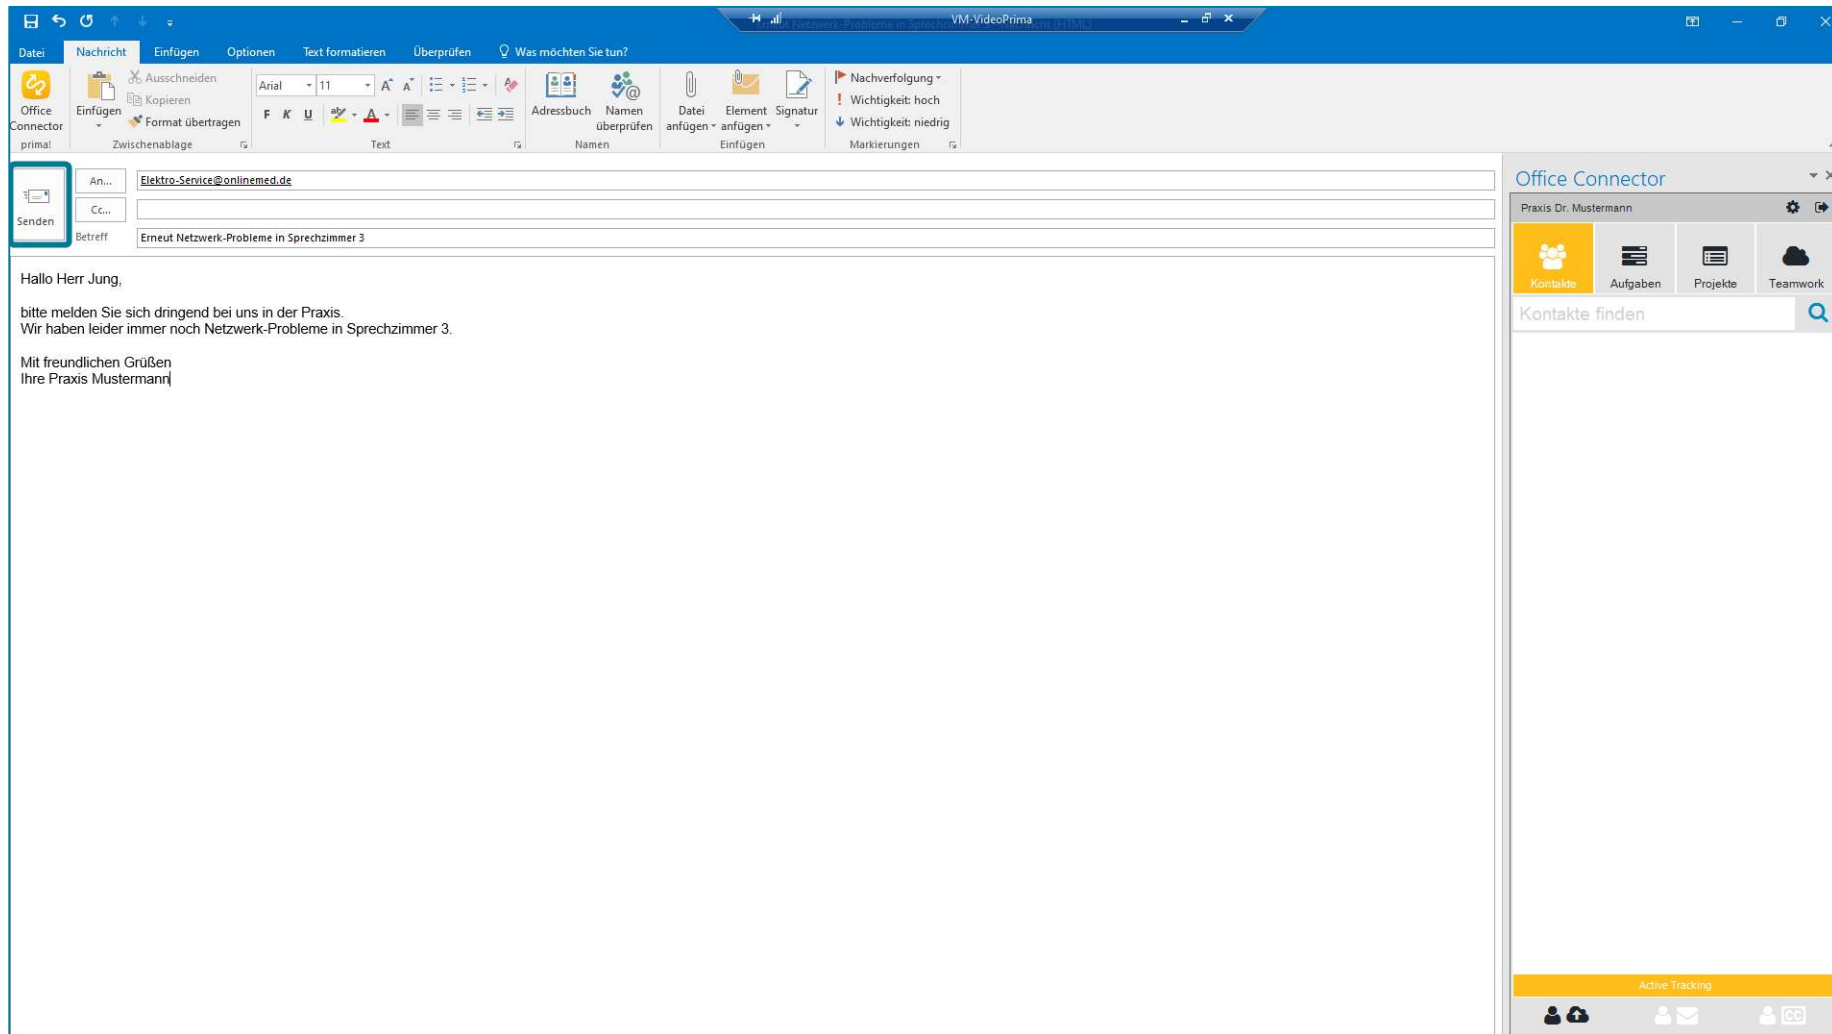 VM-VideoPrima
Datei Nachricht Einfügen Optionen Text formatieren Überprüfen Was möchten Sie tun?
Office Connector
prima!
Einfügen
Ausschneiden
Kopieren
Format übertragen
Zwischenablage
Arial 11
F K U
Text
Adressbuch
Namen überprüfen
Namen
Datei anfügen
Element anfügen
Signatur
Einfügen
Nachverfolgung
Wichtigkeit: hoch
Wichtigkeit: niedrig
Markierungen
Senden
An... Elektro-Service@onlinemed.de
Cc...
Betreff Erneut Netzwerk-Probleme in Sprechzimmer 3
Hallo Herr Jung,
bitte melden Sie sich dringend bei uns in der Praxis.
Wir haben leider immer noch Netzwerk-Probleme in Sprechzimmer 3.
Mit freundlichen Grüßen
Ihre Praxis Mustermann
Office Connector
Praxis Dr. Mustermann
Kontakte Aufgaben Projekte Teamwork
Kontakte finden
Active Tracking
CC